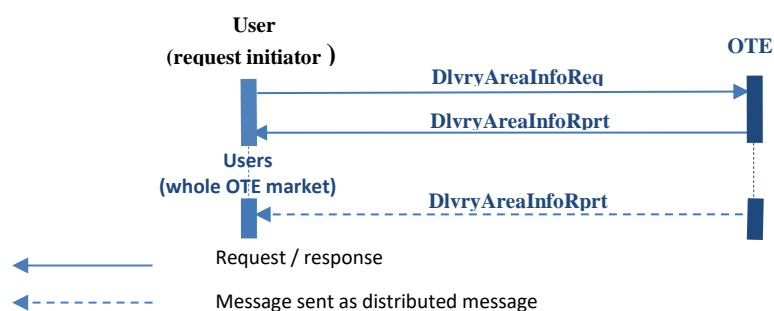 User
(request initiator )
OTE
DlvryAreaInfoReq
DlvryAreaInfoRprt
Users
(whole OTE market)
DlvryAreaInfoRprt
Request / response
Message sent as distributed message